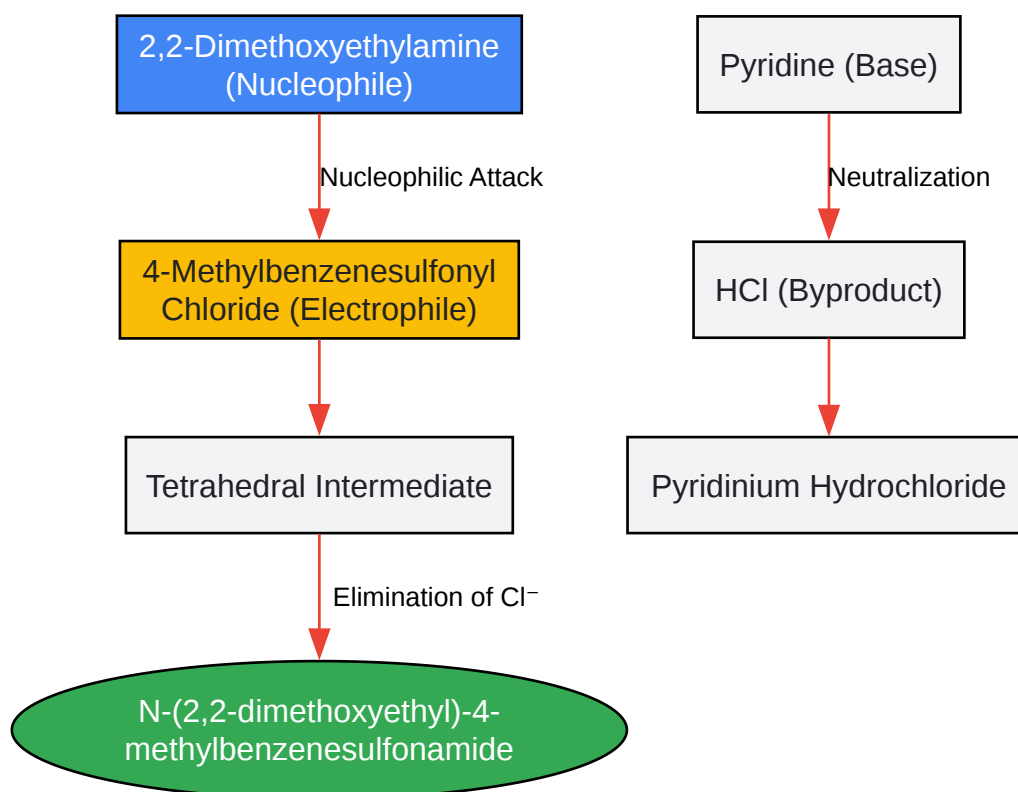 2,2-Dimethoxyethylamine
(Nucleophile)
Nucleophilic Attack
4-Methylbenzenesulfonyl
Chloride (Electrophile)
Tetrahedral Intermediate
Elimination of Cl⁻
N-(2,2-dimethoxyethyl)-4-
methylbenzenesulfonamide
Pyridine (Base)
Neutralization
HCl (Byproduct)
Pyridinium Hydrochloride